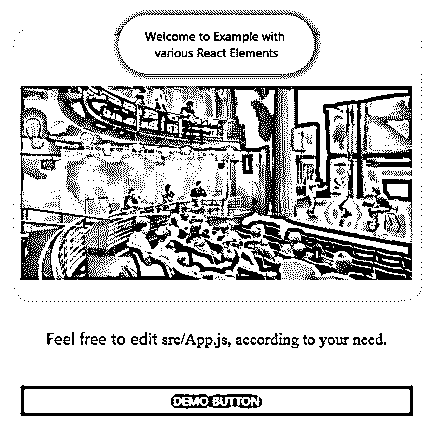 Welcome to Example with
various React Elements
Feel free to edit src/App.js, according to your need.
DEMO BUTTON